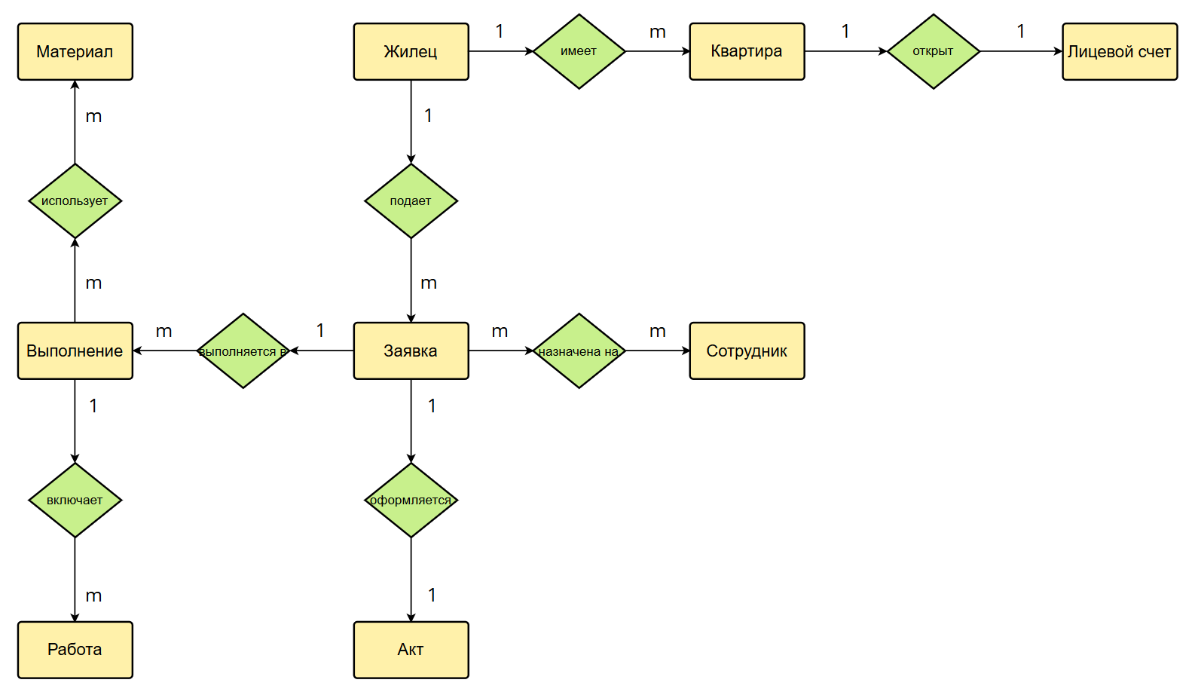 Материал
Жилец
1
имеет
m
Квартира
1
открыт
1
Лицевой счет
m
1
использует
подает
m
m
Выполнение
m
выполняется в
1
Заявка
m
назначена на
m
Сотрудник
1
1
включает
оформляется
m
1
Работа
Акт